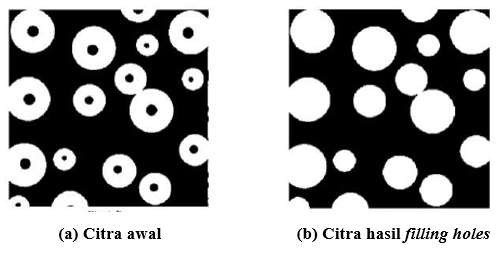 (a) Citra awal
(b) Citra hasil filling holes